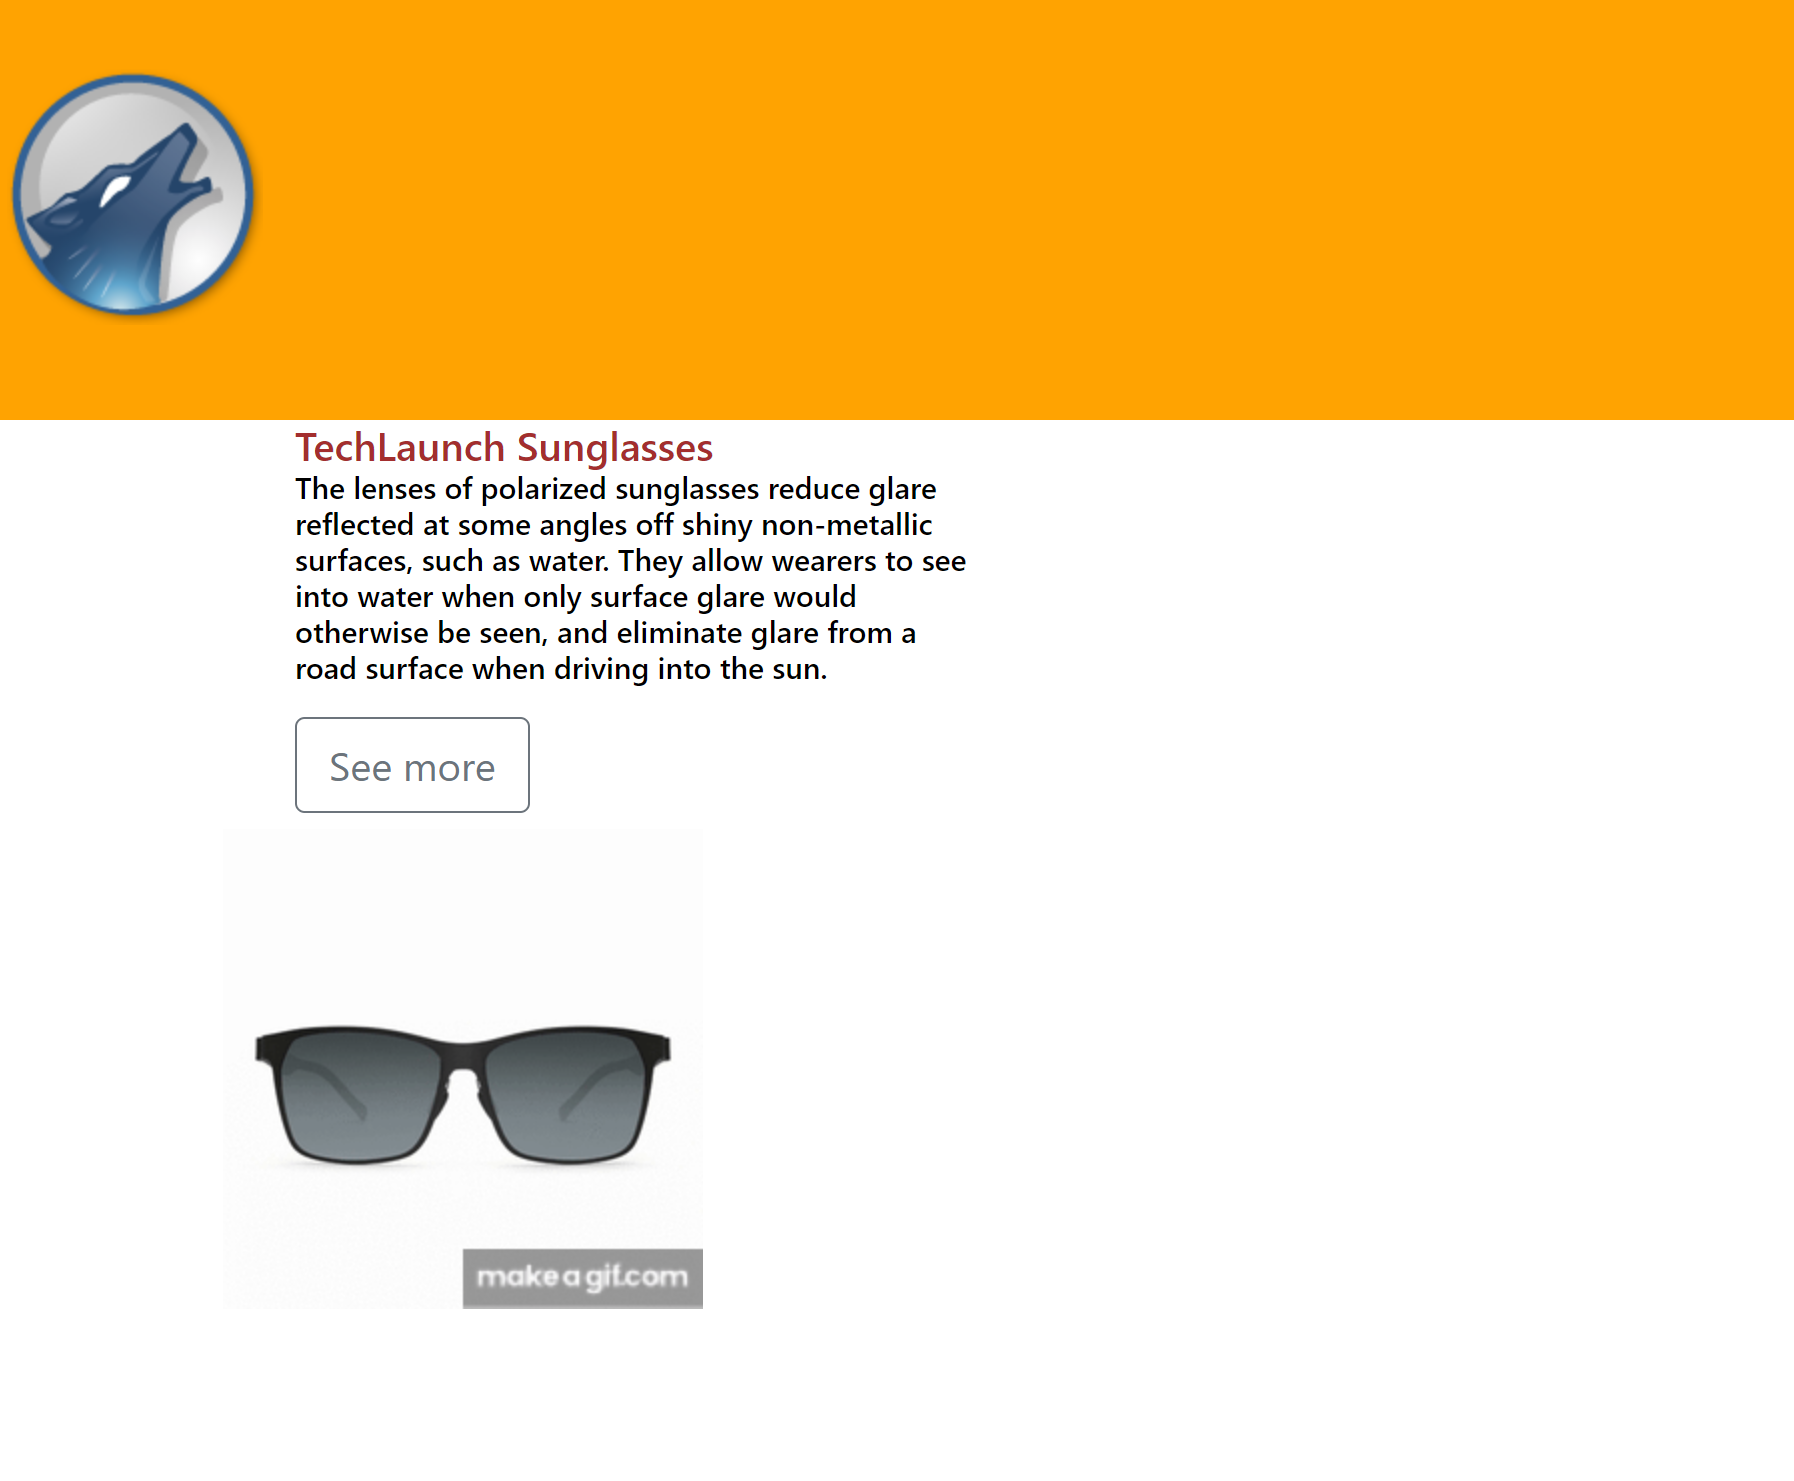 TechLaunch Sunglasses
The lenses of polarized sunglasses reduce glare
reflected at some angles off shiny non-metallic
surfaces, such as water. They allow wearers to see
into water when only surface glare would
otherwise be seen, and eliminate glare from a
road surface when driving into the sun.
See more
makeagif.com